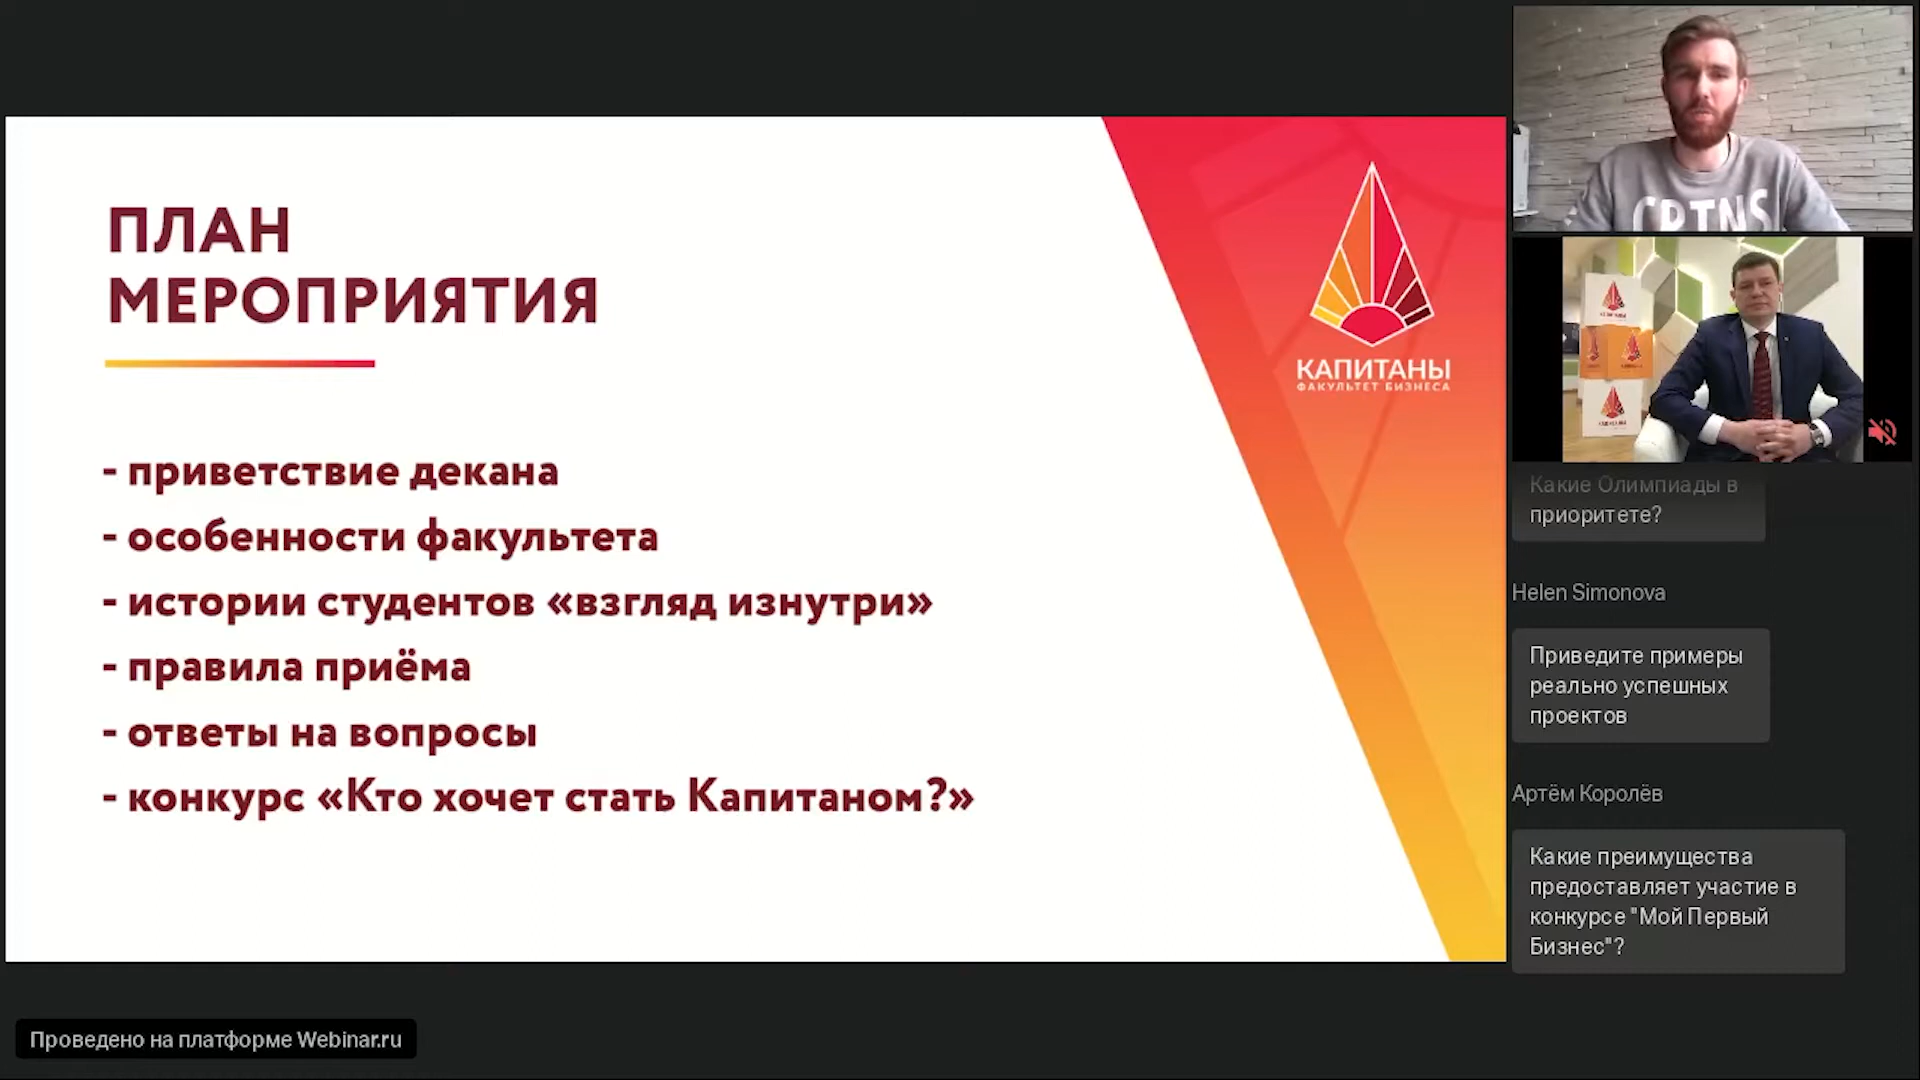 ПЛАН
МЕРОПРИЯТИЯ
- приветствие декана
- особенности факультета
- истории студентов «взгляд изнутри»
- правила приёма
- ответы на вопросы
- конкурс «Кто хочет стать Капитаном?»
КАПИТАНЫ
ФАКУЛЬТЕТ БИЗНЕСА
CPTNS
КАПИТАНЫ
Какие Олимпиады в
приоритете?
Helen Simonova
Приведите примеры
реально успешных
проектов
Артём Королёв
Какие преимущества
предоставляет участие в
конкурсе "Мой Первый
Бизнес"?
Проведено на платформе Webinar.ru